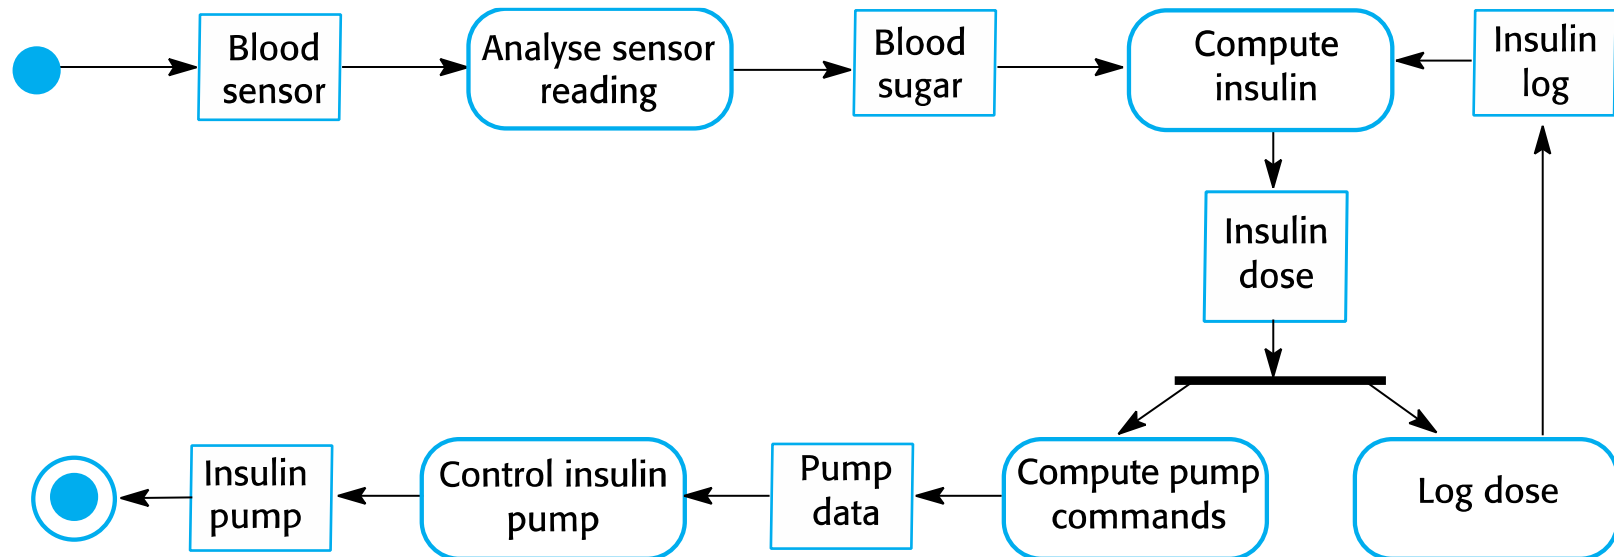 Blood
sensor
Analyse sensor
reading
Blood
sugar
Compute
insulin
Insulin
log
Insulin
dose
Insulin
pump
Control insulin
pump
Pump
data
Compute pump
commands
Log dose